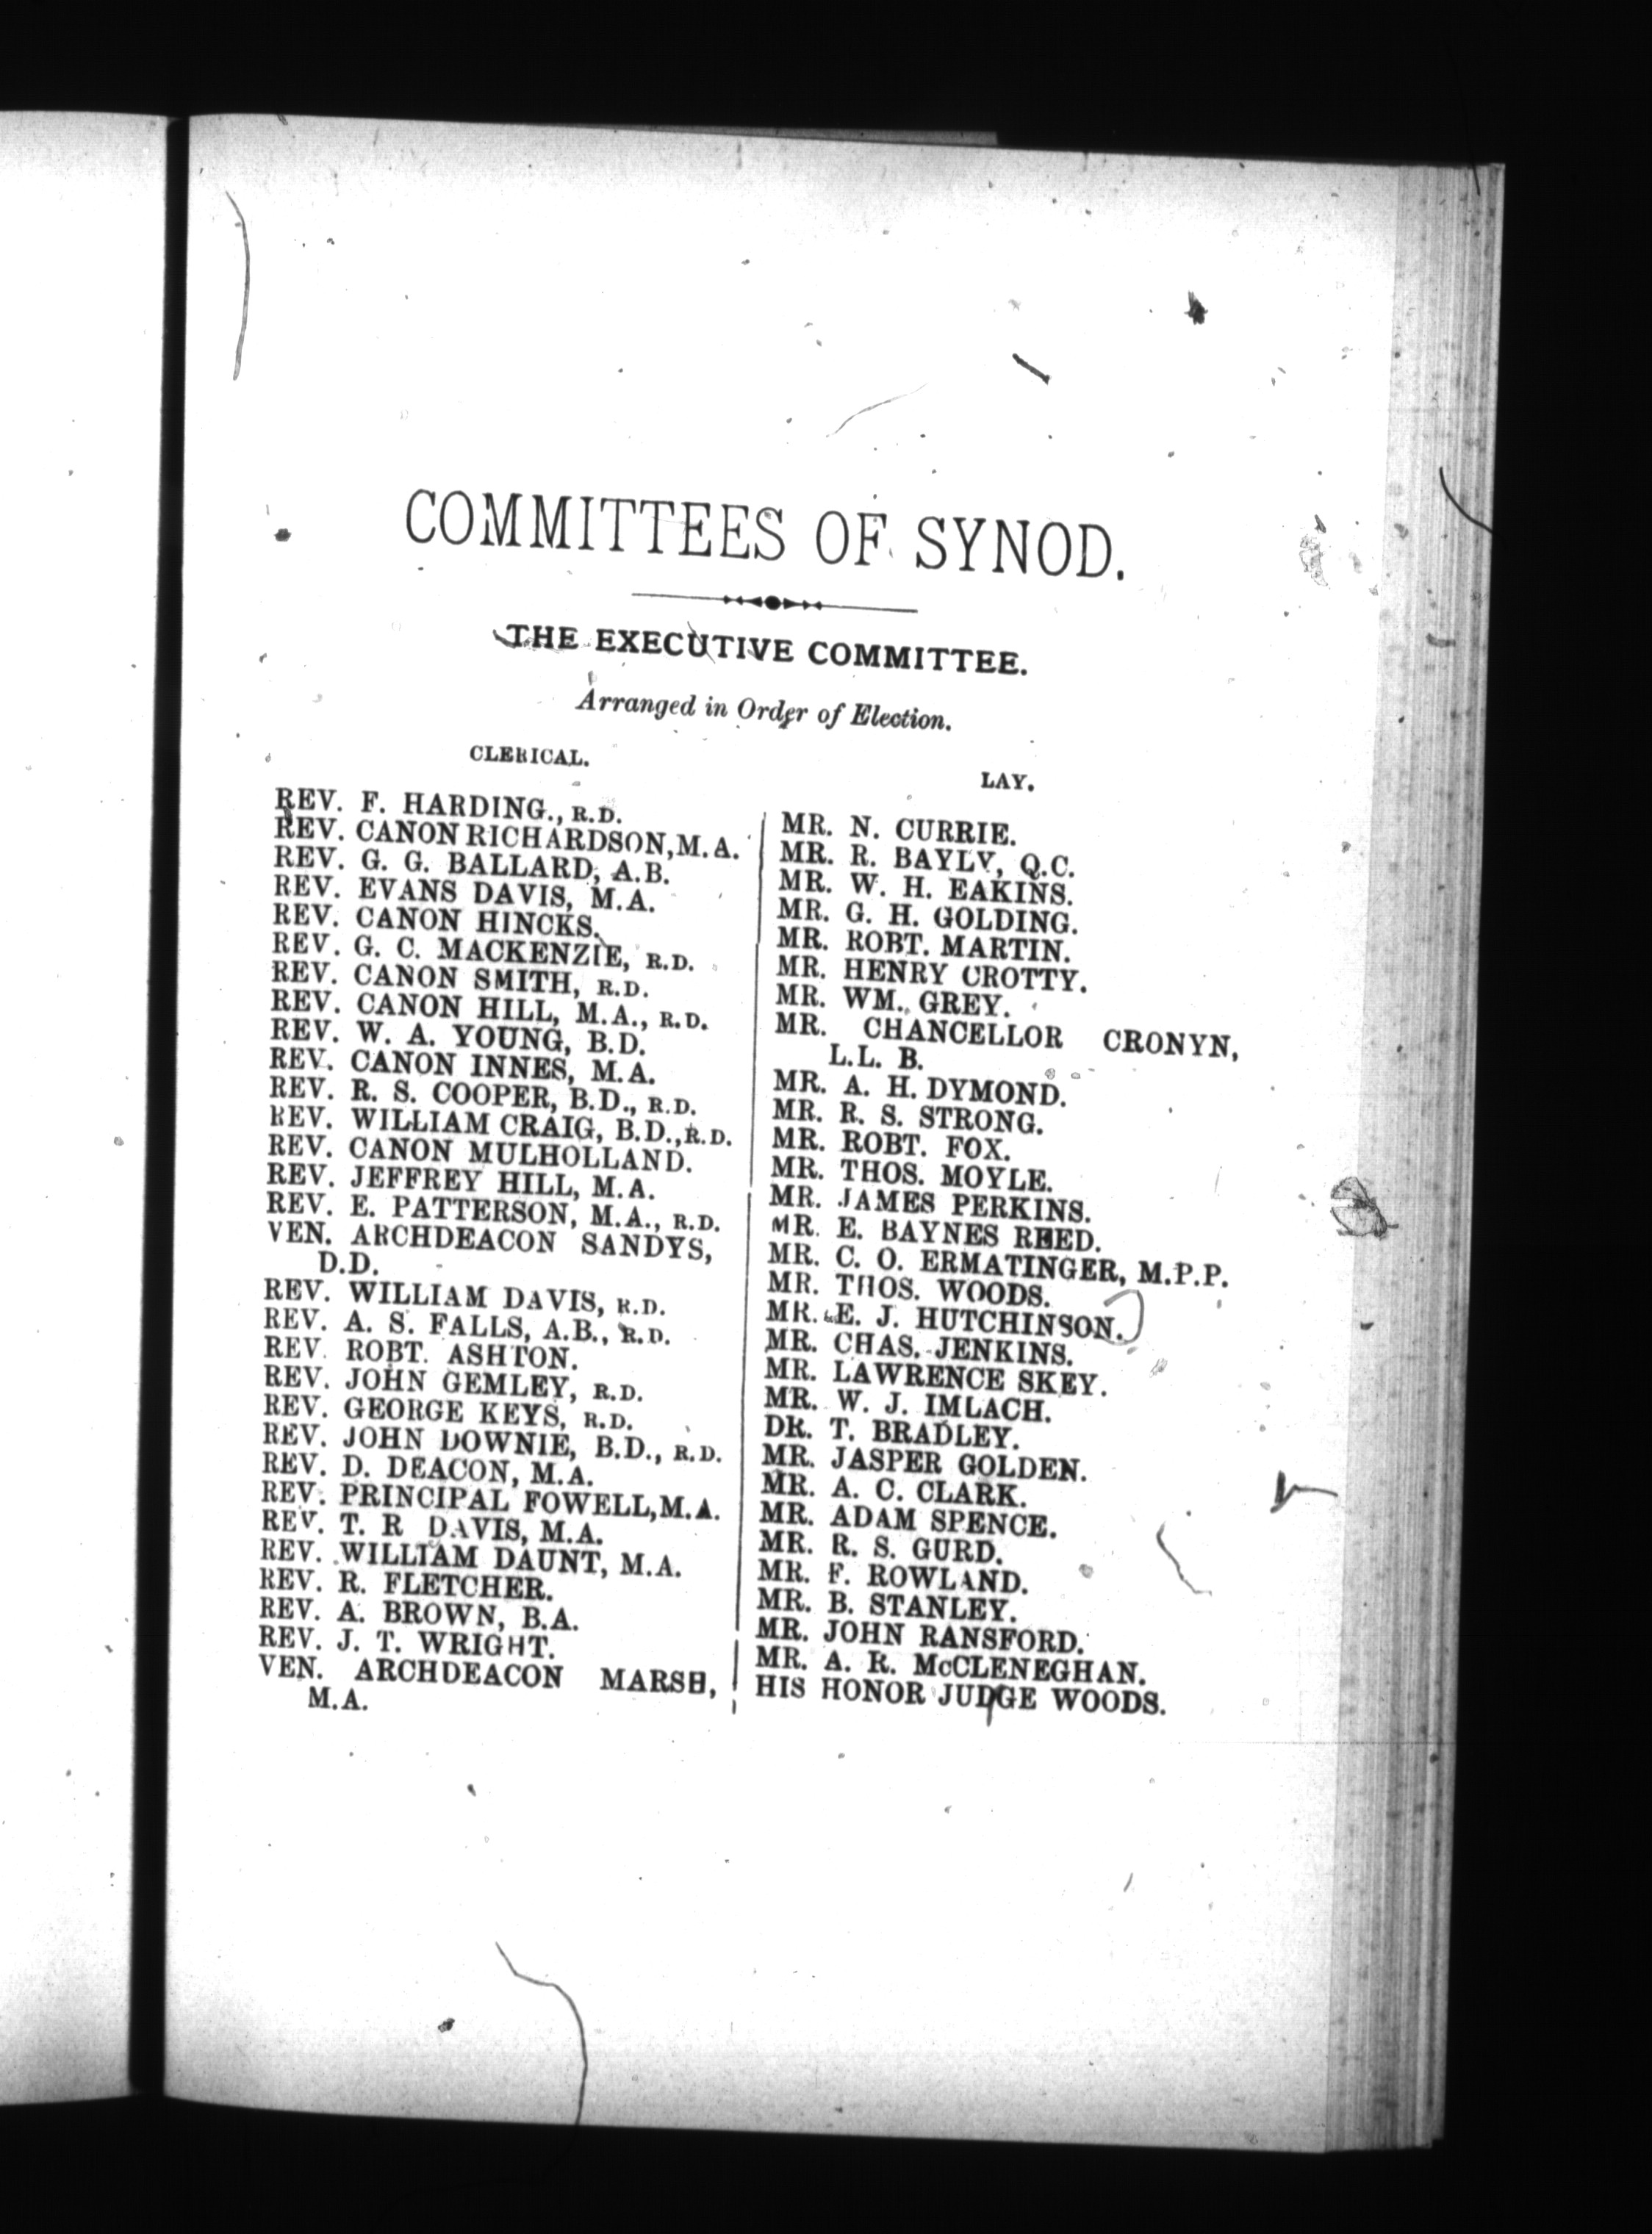 COMMITTEES OF SYNOD.
THE EXECUTIVE COMMITTEE.
Arranged in Order of Election.
CLERICAL.
REV. F. HARDING., R.D.
REV. CANON RICHARDSON, M.A.
REV. G. G. BALLARD, A.B.
REV. EVANS DAVIS, M.A.
REV. CANON HINCKS.
REV. G. C. MACKENZIE, R.D.
REV. CANON SMITH, R.D.
REV. CANON HILL, M.A., R.D.
REV. W. A. YOUNG, B.D.
REV. CANON INNES, M.A.
REV. R. S. COOPER, B.D., R.D.
REV. WILLIAM CRAIG, B.D., R.D.
REV. CANON MULHOLLAND.
REV. JEFFREY HILL, M.A.
REV. E. PATTERSON, M.A., R.D.
VEN. ARCHDEACON SANDYS,
D.D.
REV. WILLIAM DAVIS, R.D.
REV. A. S. FALLS, A.B., R.D.
REV. ROBT. ASHTON.
REV. JOHN GEMLEY, R.D.
REV. GEORGE KEYS, R.D.
REV. JOHN DOWNIE, B.D., R.D.
REV. D. DEACON, M.A.
REV. PRINCIPAL FOWELL, M.A.
REV. T. R DAVIS, M.A.
REV. WILLIAM DAUNT, M.A.
REV. R. FLETCHER.
REV. A. BROWN, B.A.
REV. J. T. WRIGHT.
VEN. ARCHDEACON MARSH,
M.A.
LAY.
MR. N. CURRIE.
MR. R. BAYLY, Q.C.
MR. W. H. EAKINS.
MR. G. H. GOLDING.
MR. ROBT. MARTIN.
MR. HENRY CROTTY.
MR. WM. GREY.
MR. CHANCELLOR CRONYN,
L.L. B.
MR. A. H. DYMOND.
MR. R. S. STRONG.
MR. ROBT. FOX.
MR. THOS. MOYLE.
MR. JAMES PERKINS.
MR. E. BAYNES REED.
MR. C. O. ERMATINGER, M.P.P.
MR. THOS. WOODS.
MR. E. J. HUTCHINSON.
MR. CHAS. JENKINS.
MR. LAWRENCE SKEY.
MR. W. J. IMLACH.
DR. T. BRADLEY.
MR. JASPER GOLDEN.
MR. A. C. CLARK.
MR. ADAM SPENCE.
MR. R. S. GURD.
MR. F. ROWLAND.
MR. B. STANLEY.
MR. JOHN RANSFORD.
MR. A. R. McCLENEGHAN.
HIS HONOR JUDGE WOODS.